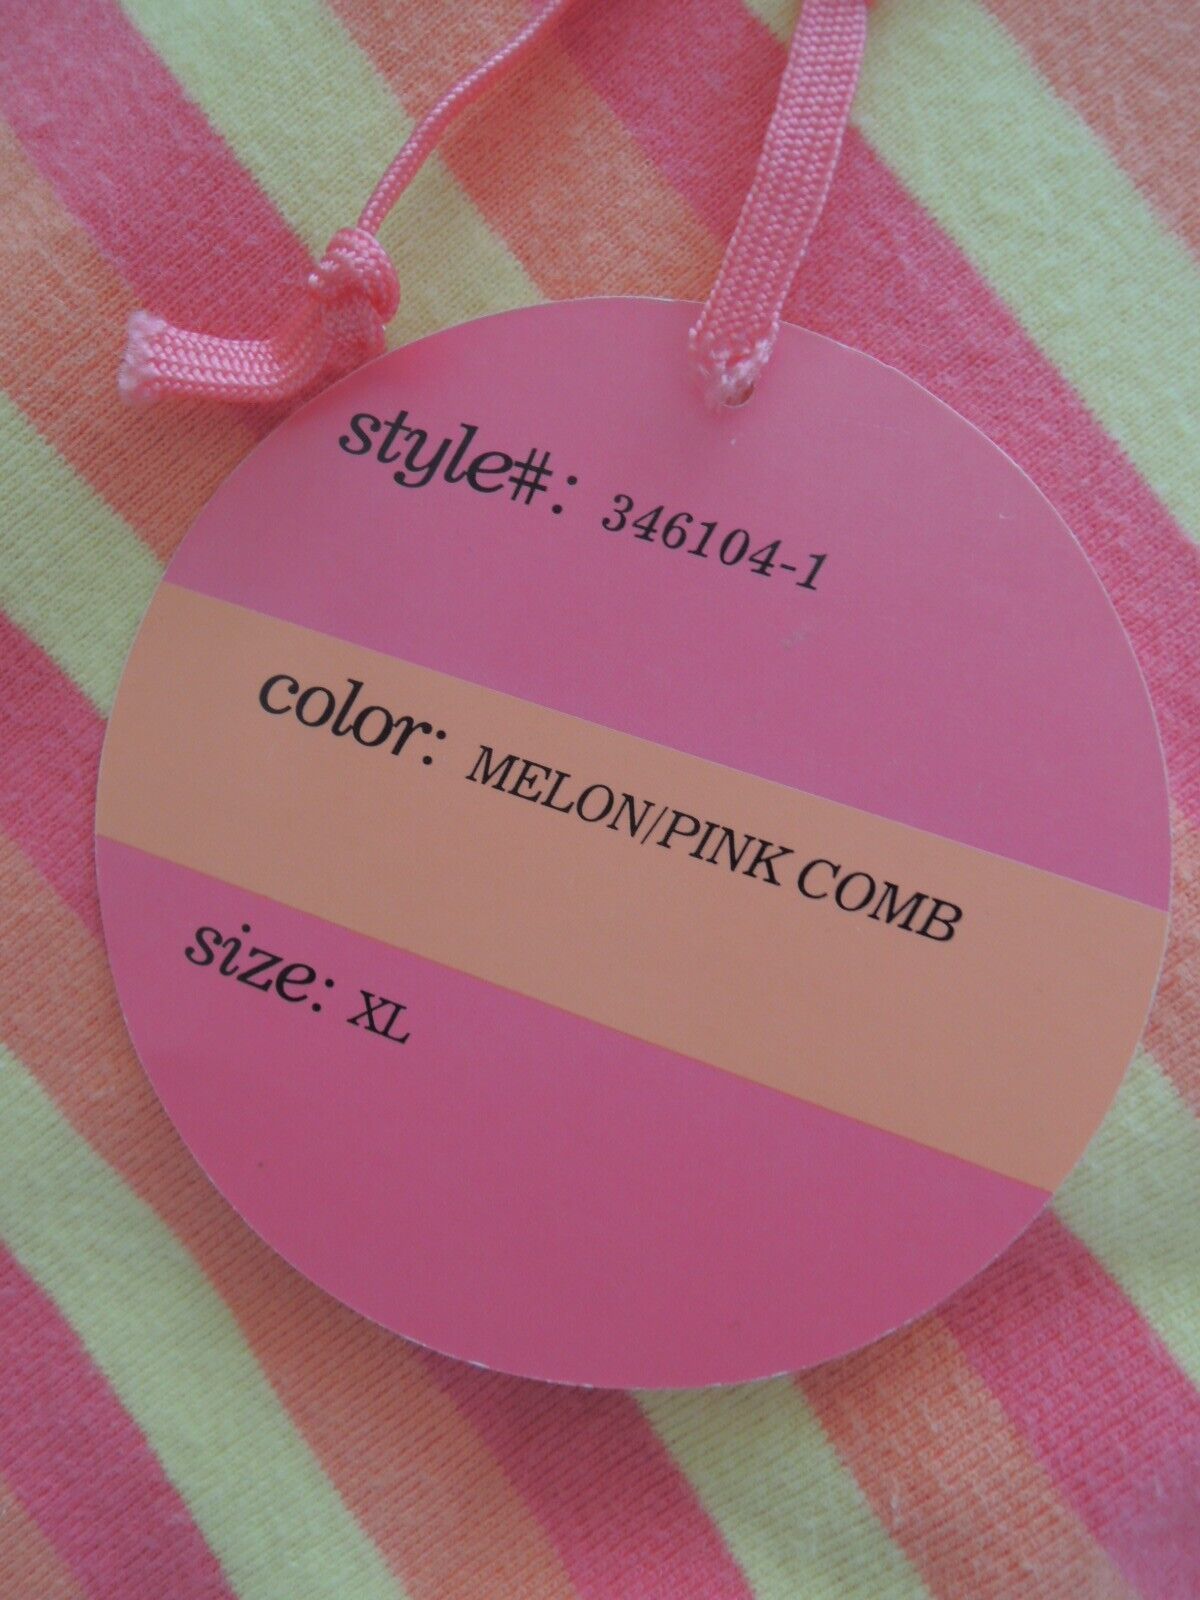 style#: 346104-1
color: MELON/PINK COMB
size: XL